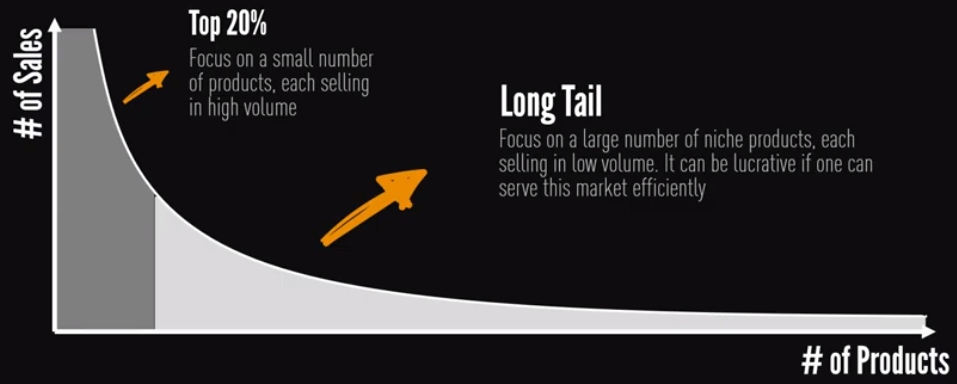 # of Sales
Top 20%
Focus on a small number
of products, each selling
in high volume
Long Tail
Focus on a large number of niche products, each
selling in low volume. It can be lucrative if one can
serve this market efficiently
# of Products